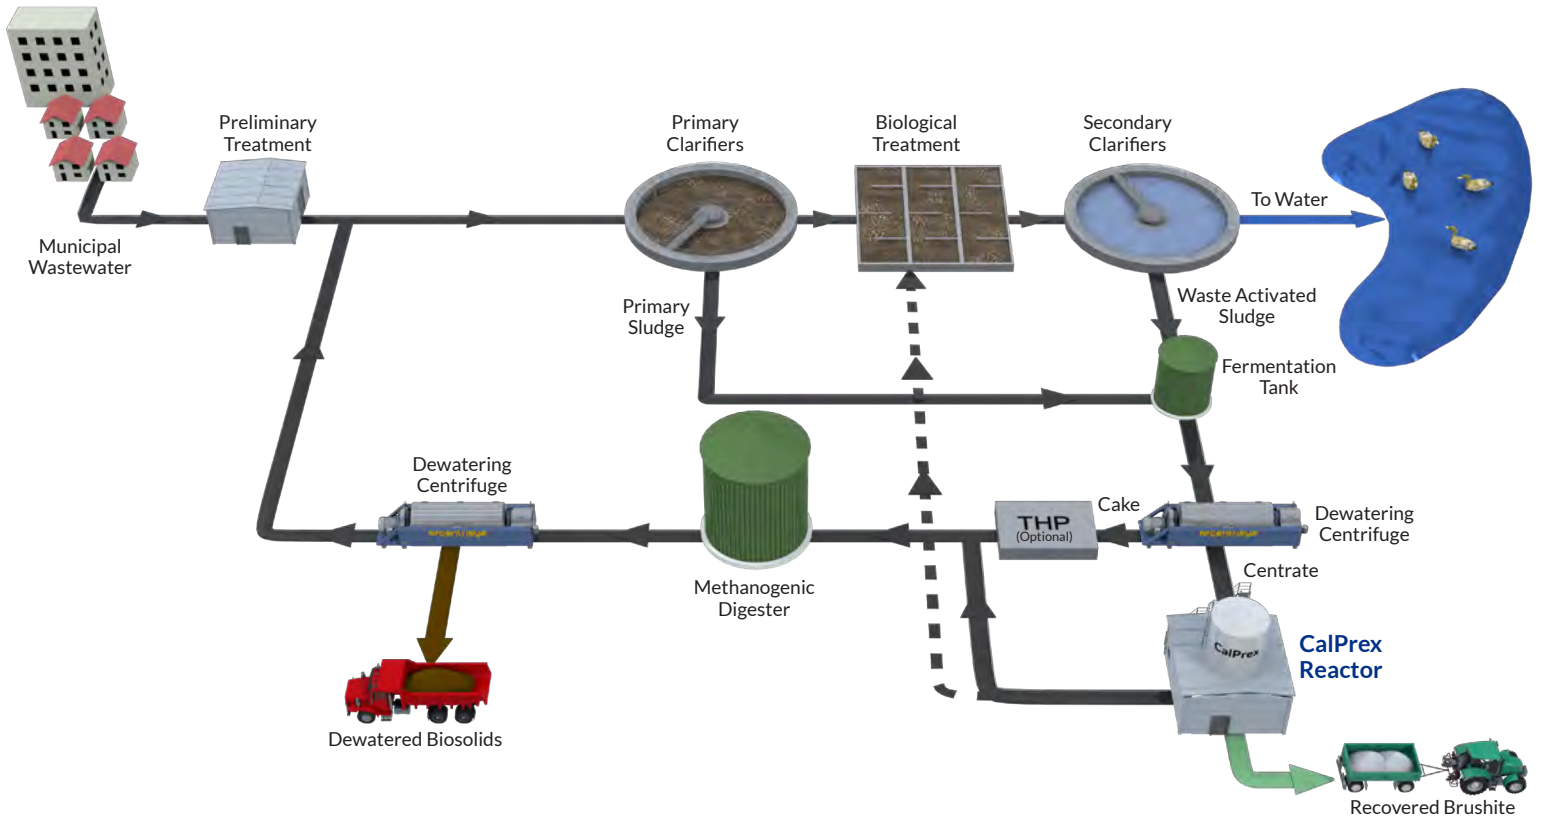 Preliminary
Treatment
Primary
Clarifiers
Biological
Treatment
Secondary
Clarifiers
To Water
Municipal
Wastewater
Primary
Sludge
Waste Activated
Sludge
Fermentation
Tank
Dewatering
Centrifuge
THP
(Optional)
Cake
Dewatering
Centrifuge
Centrate
Methanogenic
Digester
CalPrex
CalPrex
Reactor
Dewatered Biosolids
Recovered Brushite